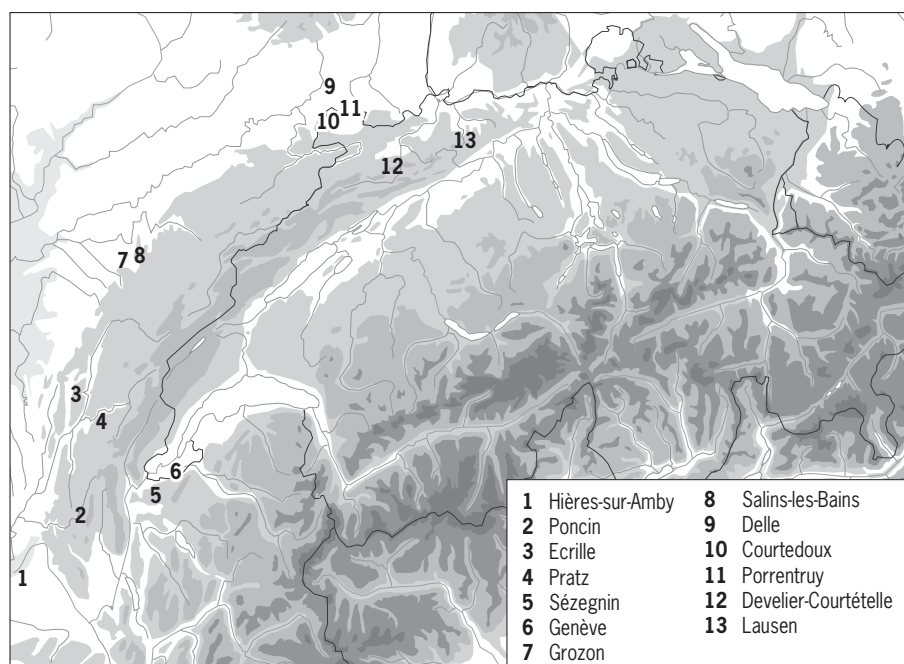 9
11
10
13
12
7 8
3
4
6
5
2
1
1 Hières-sur-Amby
2 Poncin
3 Ecrille
4 Pratz
5 Sézegnin
6 Genève
7 Grozon
8 Salins-les-Bains
9 Delle
10 Courtedoux
11 Porrentruy
12 Develier-Courtételle
13 Lausen